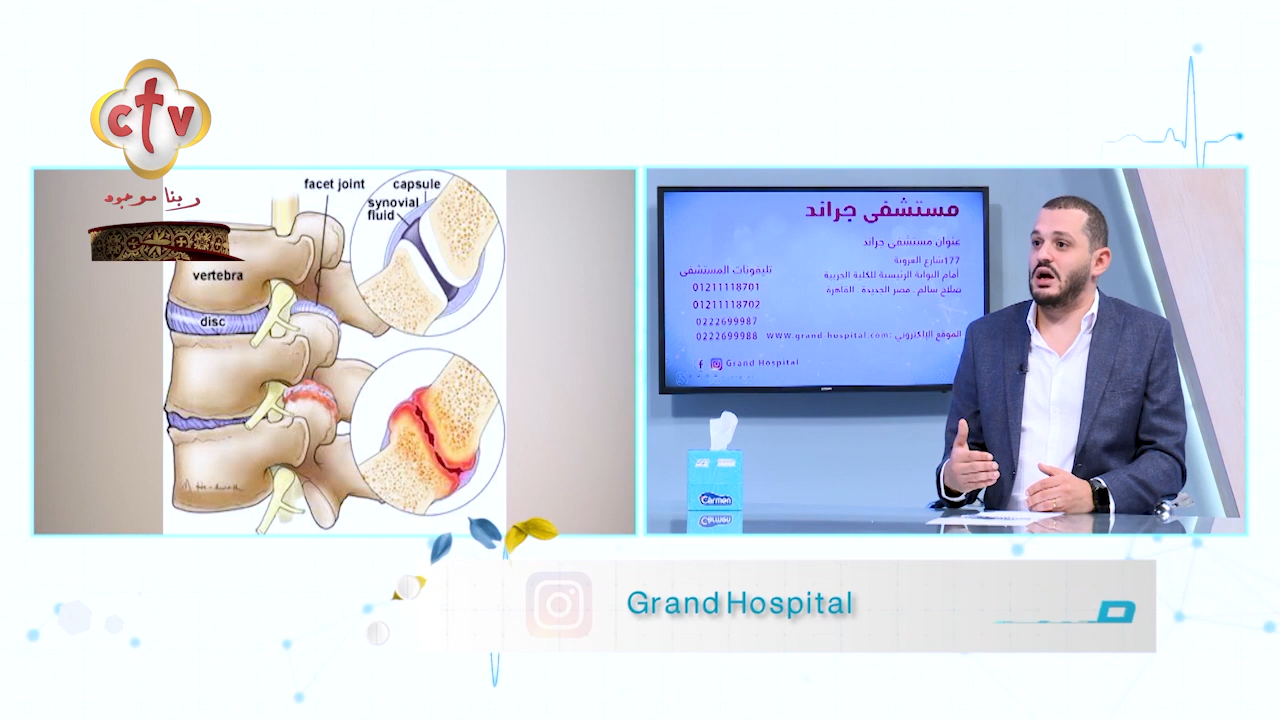 ctv
ربنا موجود
facet joint
capsule
synovial
fluid
vertebra
disc
مستشفى جراند
عنوان مستشفى جراند
177شارع العروبة
أمام البوابة الرئيسية للكلية الحربية
صلاح سالم - مصر الجديدة - القاهرة
تليفونات المستشفى
01211118701
01211118702
0222699987
0222699988
الموقع الإلكتروني :www.grand-hospital.com
Grand Hospital
Carmen
Grand Hospital